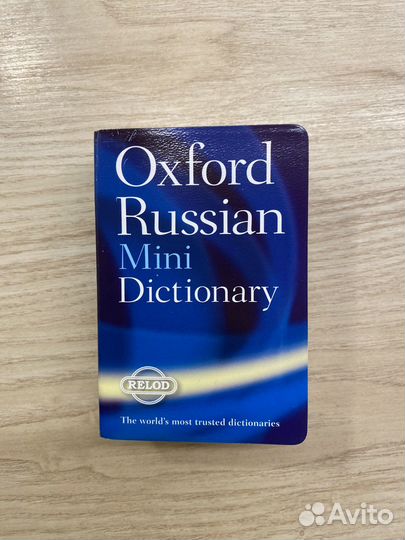 Oxford
Russian
Mini
Dictionary
RELOD
The world's most trusted dictionaries
Avito